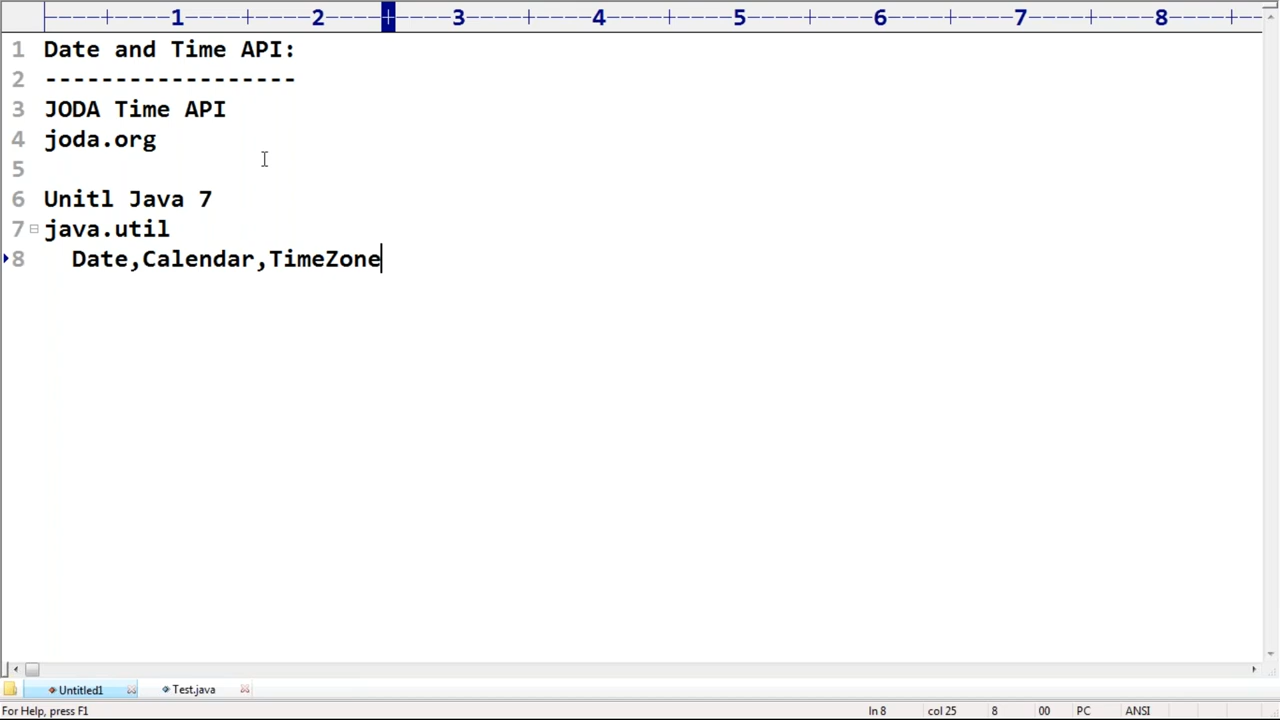 ----+----1----+----2----+----3----+----4----+----5----+----6----+----7----+----8----+-
1 Date and Time API:
2 ------------------
3 JODA Time API
4 joda.org
5
6 Unitl Java 7
7 java.util
8 Date,Calendar,TimeZone
Untitled1 Test.java
For Help, press F1 ln 8 col 25 8 00 PC ANSI